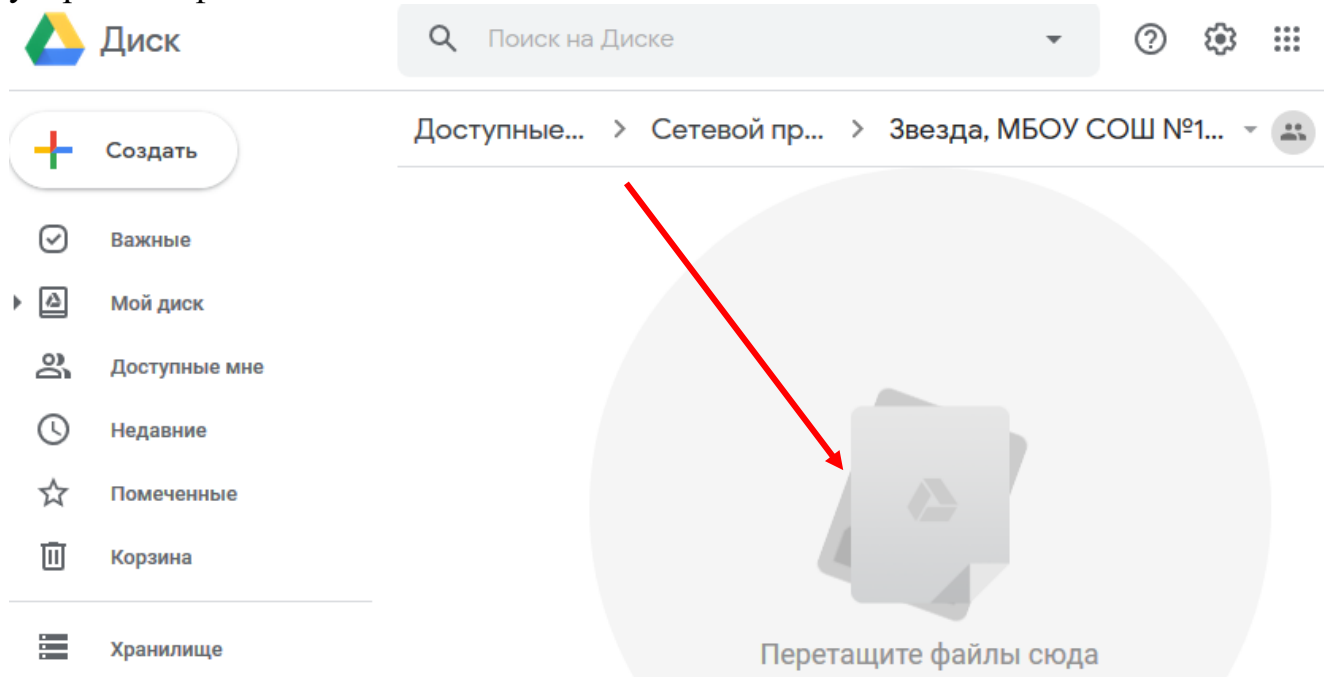 Диск
Поиск на Диске
Создать
Доступные... > Сетевой пр... > Звезда, МБОУ СОШ №1...
Важные
Мой диск
Доступные мне
Недавние
Помеченные
Корзина
Хранилище
Перетащите файлы сюда